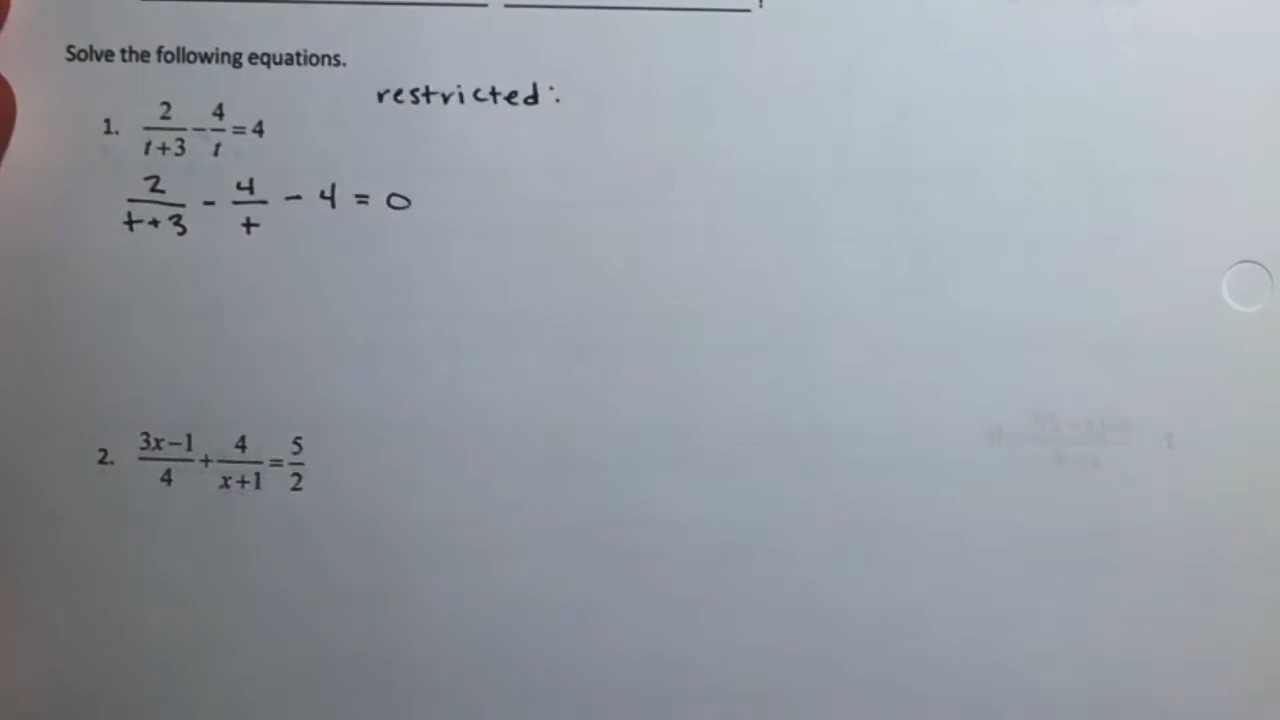 Solve the following equations.
restricted:
1. 2/(t+3) - 4/t = 4
2/(t+3) - 4/t - 4 = 0
2. (3x-1)/4 + 4/(x+1) = 5/2